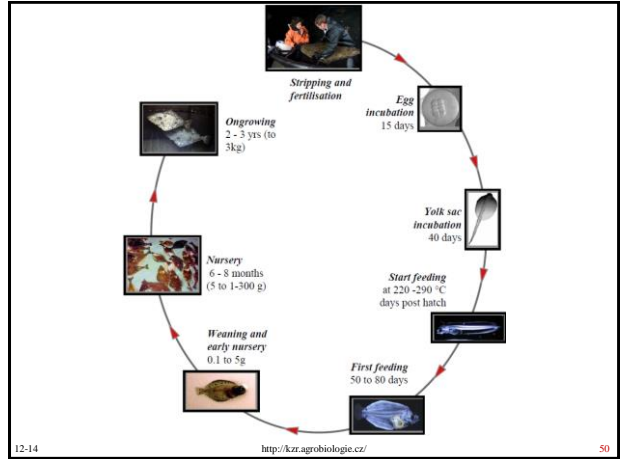 Stripping and
fertilisation
Egg
incubation
15 days
Yolk sac
incubation
40 days
Start feeding
at 220 -290 °C
days post hatch
First feeding
50 to 80 days
Weaning and
early nursery
0.1 to 5g
Nursery
6 - 8 months
(5 to 1-300 g)
Ongrowing
2 - 3 yrs (to
3kg)
12-14
http://kzr.agrobiologie.cz/
50